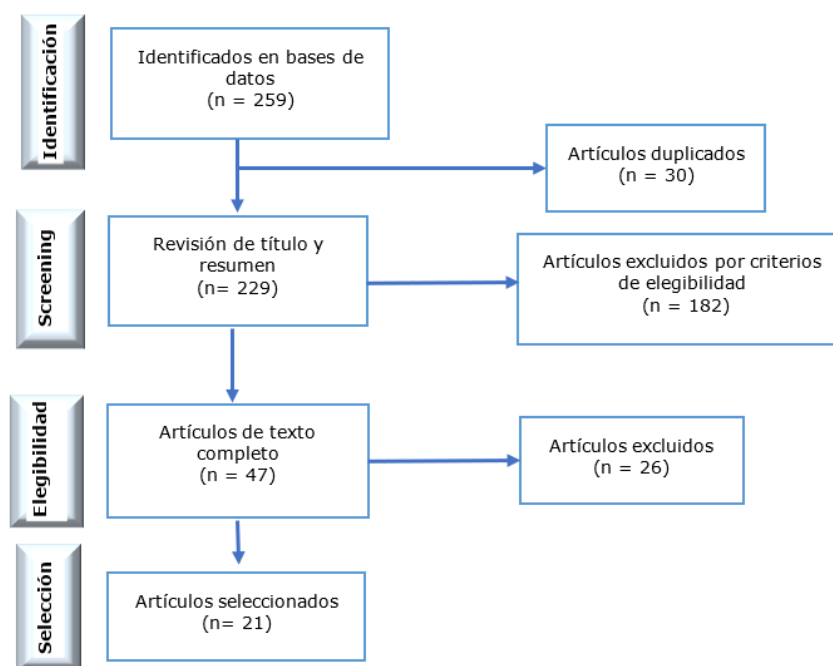 Identificación
Identificados en bases de
datos
(n = 259)
Artículos duplicados
(n = 30)
Screening
Revisión de título y
resumen
(n= 229)
Artículos excluidos por criterios
de elegibilidad
(n = 182)
Elegibilidad
Artículos de texto
completo
(n = 47)
Artículos excluidos
(n = 26)
Selección
Artículos seleccionados
(n= 21)